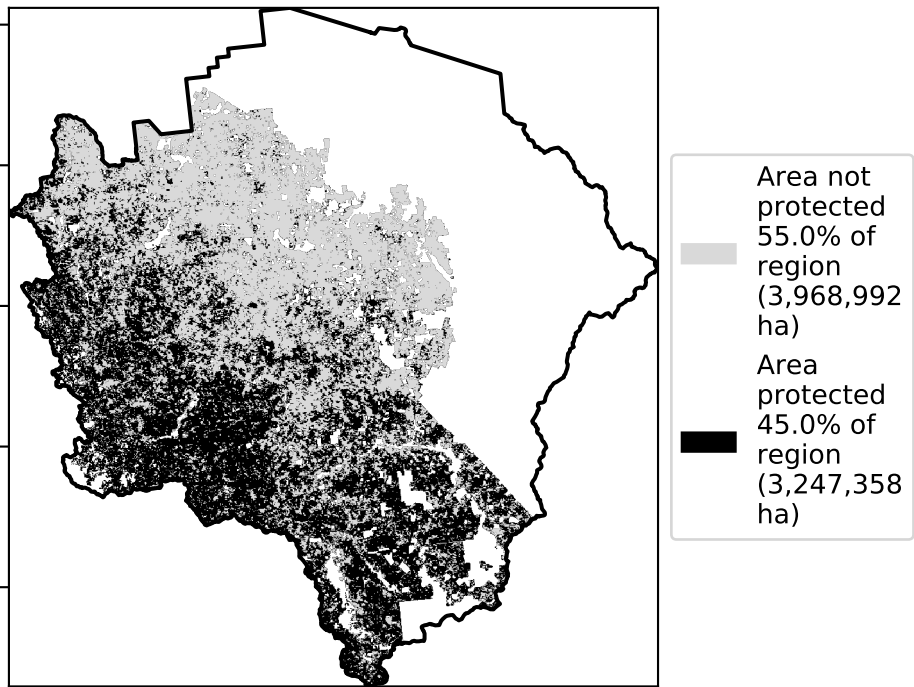 Area not
protected
55.0% of
region
(3,968,992
ha)
Area
protected
45.0% of
region
(3,247,358
ha)